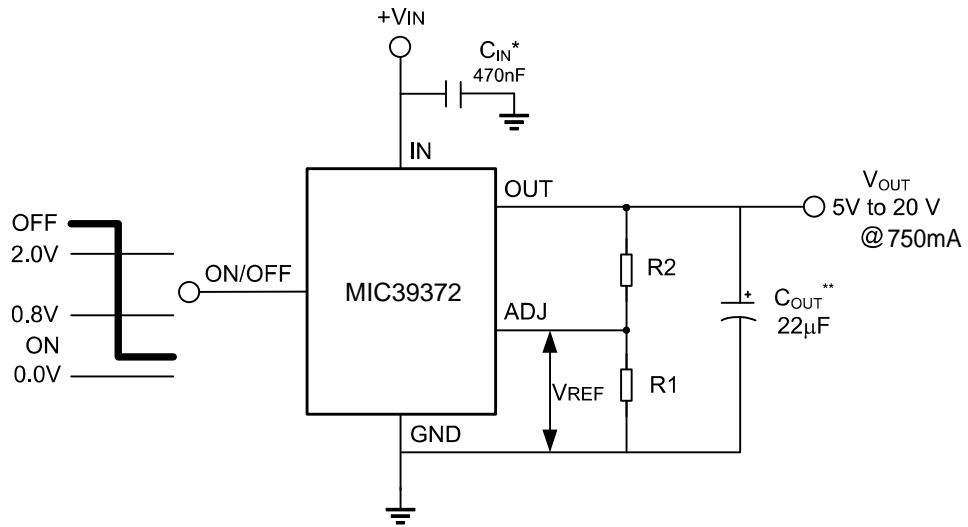 +VIN
CIN*
470nF
IN
OUT
VOUT
5V to 20 V
@750mA
OFF
2.0V
ON/OFF
MIC39372
R2
0.8V
ADJ
COUT**
+
22µF
ON
0.0V
VREF
R1
GND